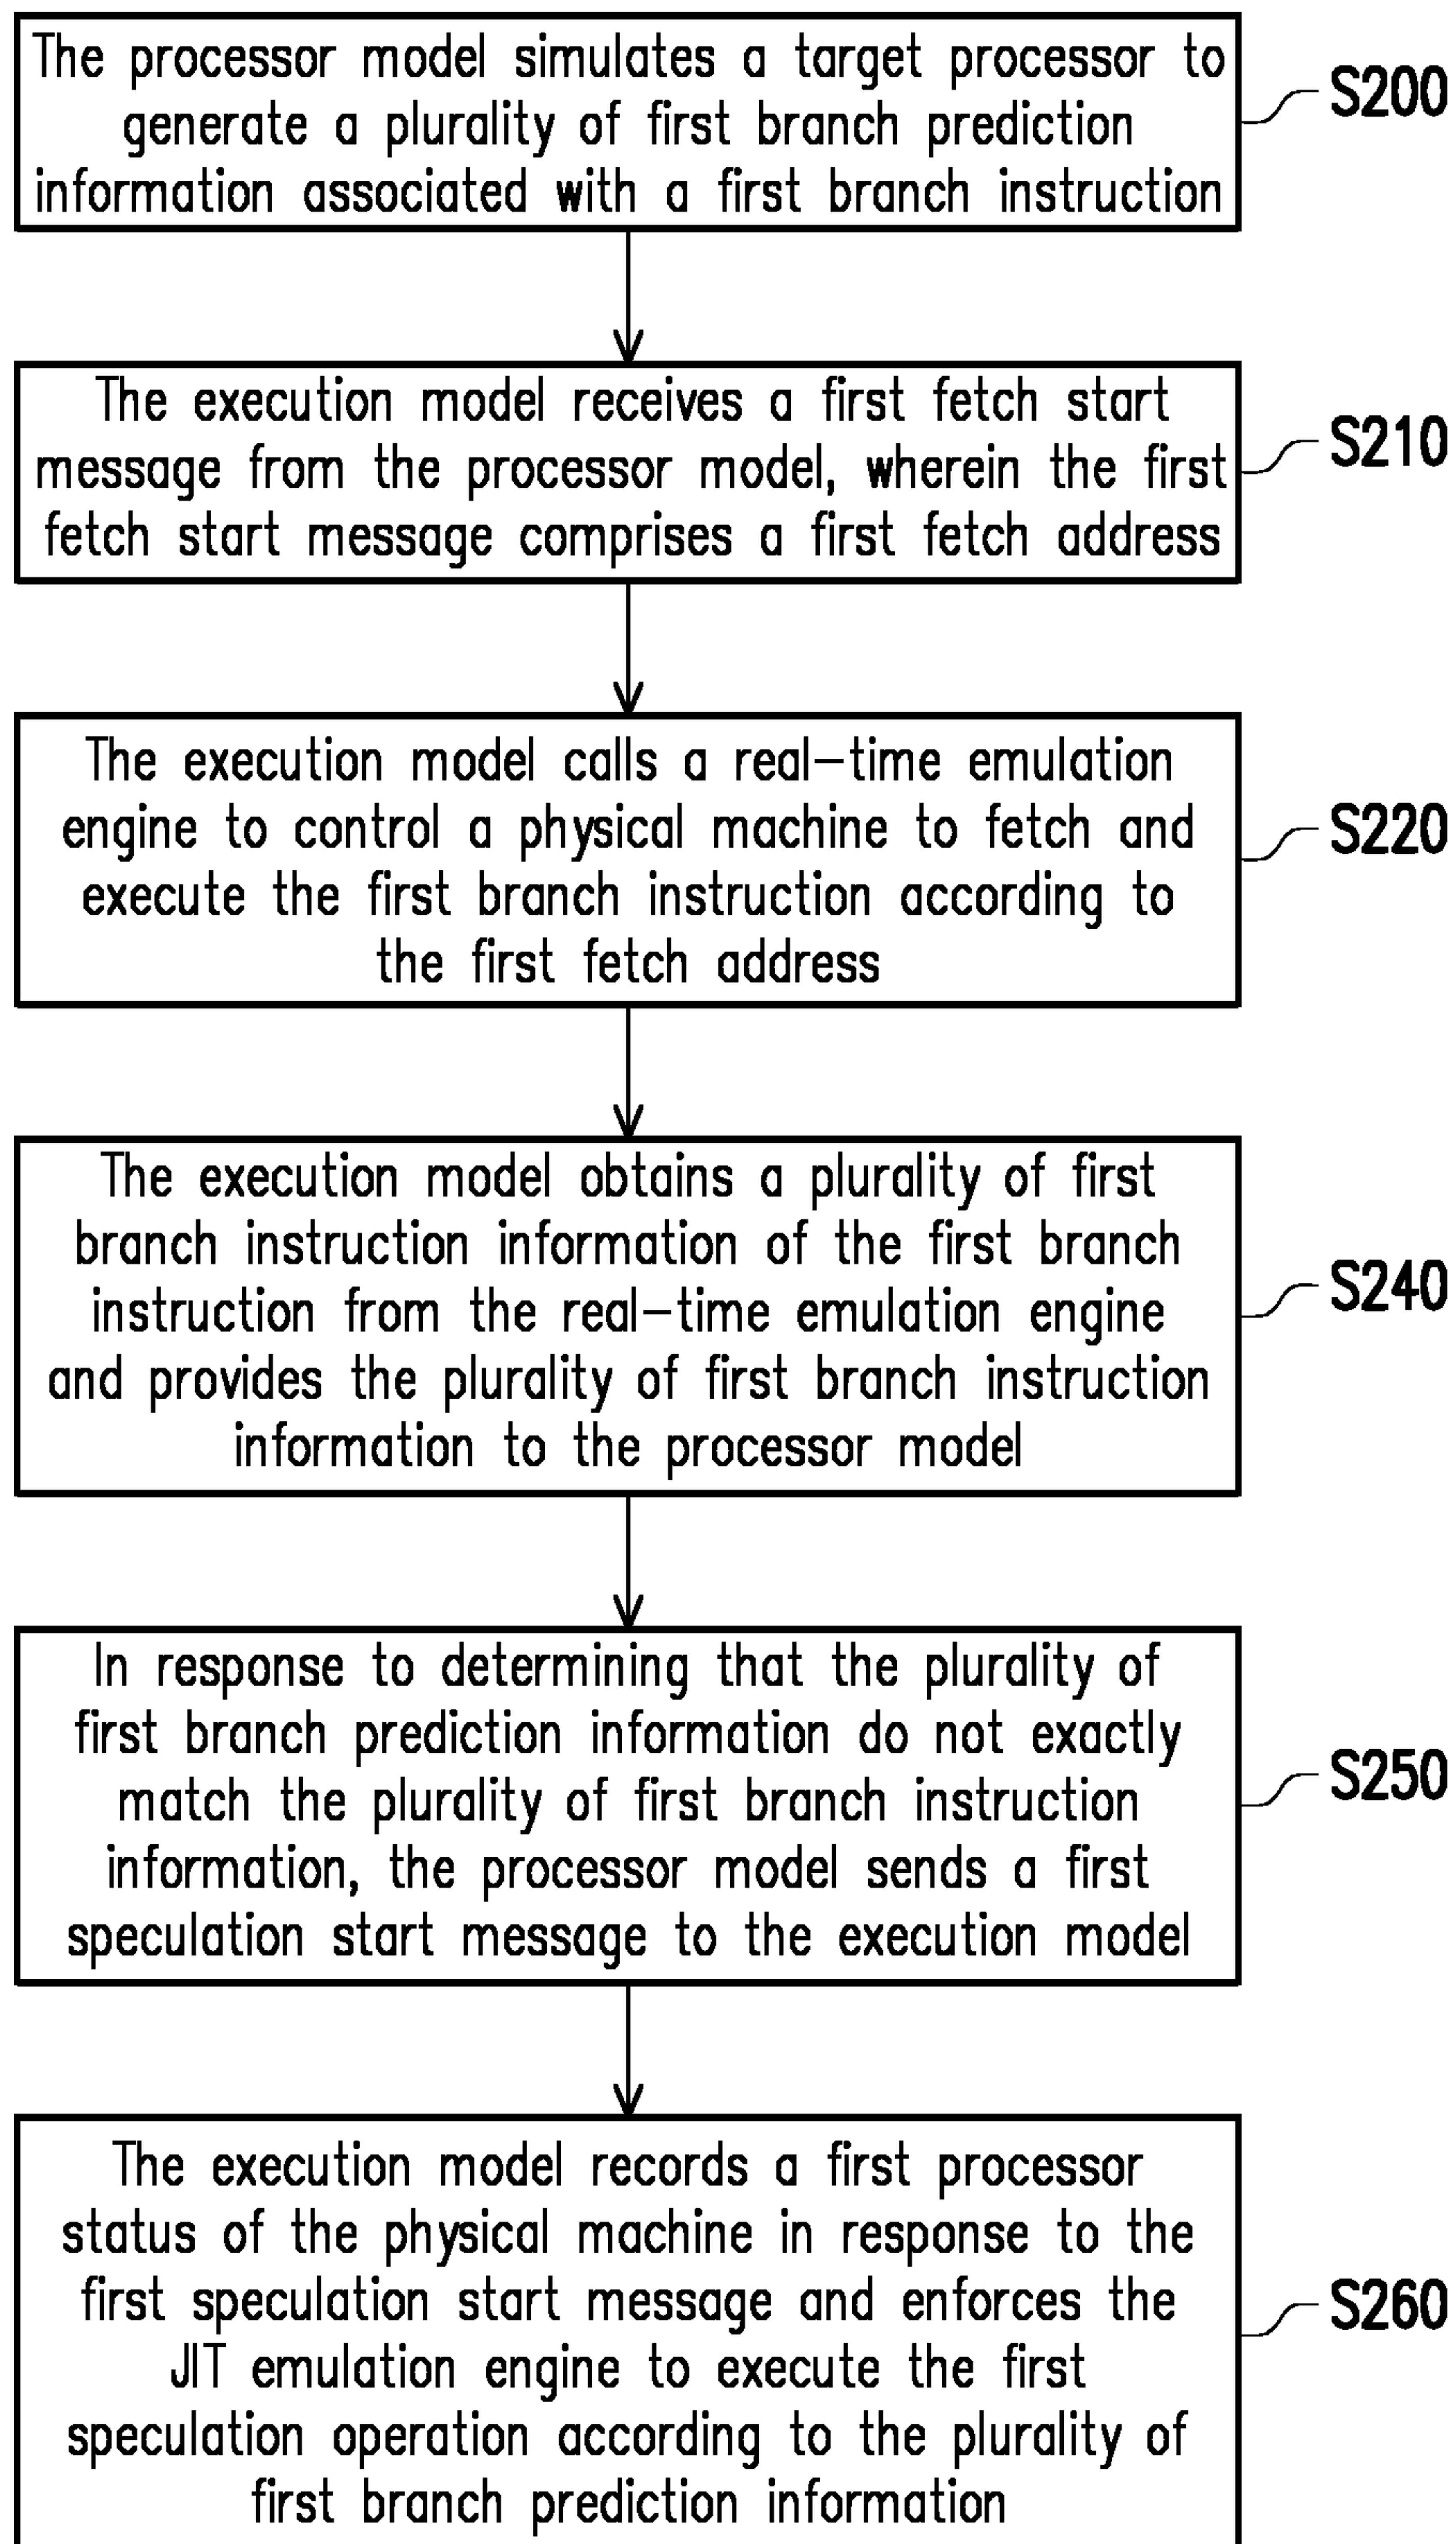 The processor model simulates a target processor to
generate a plurality of first branch prediction
information associated with a first branch instruction
S200
The execution model receives a first fetch start
message from the processor model, wherein the first
fetch start message comprises a first fetch address
S210
The execution model calls a real-time emulation
engine to control a physical machine to fetch and
execute the first branch instruction according to
the first fetch address
S220
The execution model obtains a plurality of first
branch instruction information of the first branch
instruction from the real-time emulation engine
and provides the plurality of first branch instruction
information to the processor model
S240
In response to determining that the plurality of
first branch prediction information do not exactly
match the plurality of first branch instruction
information, the processor model sends a first
speculation start message to the execution model
S250
The execution model records a first processor
status of the physical machine in response to the
first speculation start message and enforces the
JIT emulation engine to execute the first
speculation operation according to the plurality of
first branch prediction information
S260